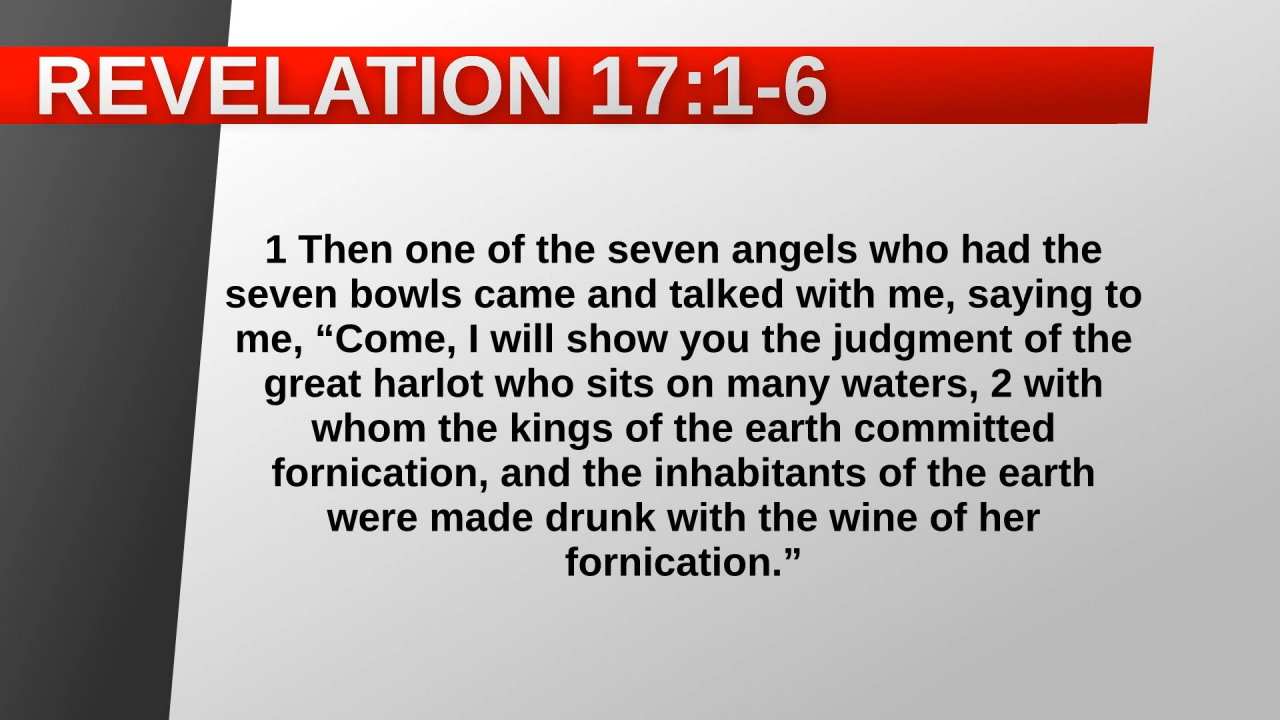 REVELATION 17:1-6
1 Then one of the seven angels who had the
seven bowls came and talked with me, saying to
me, “Come, I will show you the judgment of the
great harlot who sits on many waters, 2 with
whom the kings of the earth committed
fornication, and the inhabitants of the earth
were made drunk with the wine of her
fornication.”